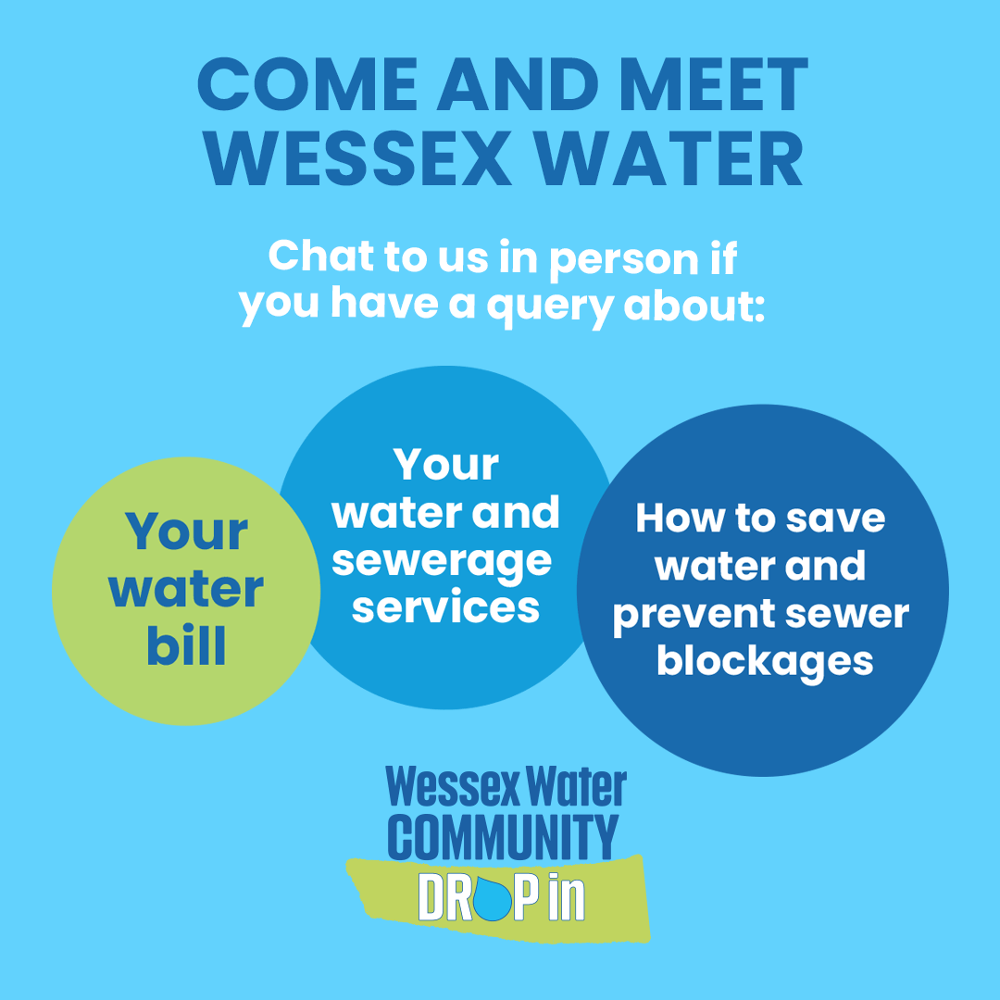 COME AND MEET
WESSEX WATER
Chat to us in person if
you have a query about:
Your
water
bill
Your
water and
sewerage
services
How to save
water and
prevent sewer
blockages
Wessex Water
COMMUNITY
DROP in